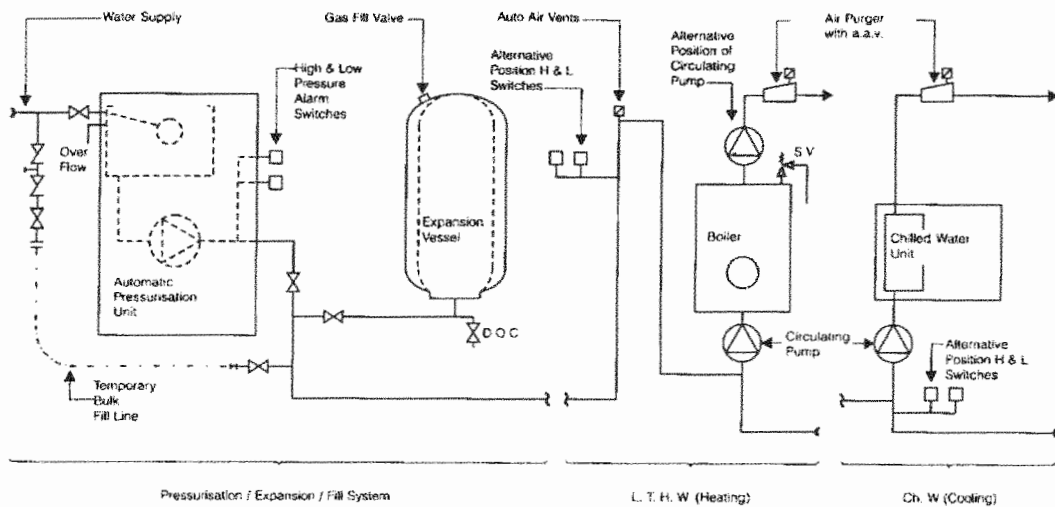 Water Supply
Gas Fill Valve
Auto Air Vents
Alternative
Position of
Circulating
Pump
Air Purger
with a.a.v.
High & Low
Pressure
Alarm
Switches
Alternative
Position H & L
Switches
Over
Flow
S V
Expansion
Vessel
Boiler
Chilled Water
Unit
Automatic
Pressurisation
Unit
D O C
Circulating
Pump
Alternative
Position H & L
Switches
Temporary
Bulk
Fill Line
Pressurisation / Expansion / Fill System
L. T. H. W (Heating)
Ch. W (Cooling)